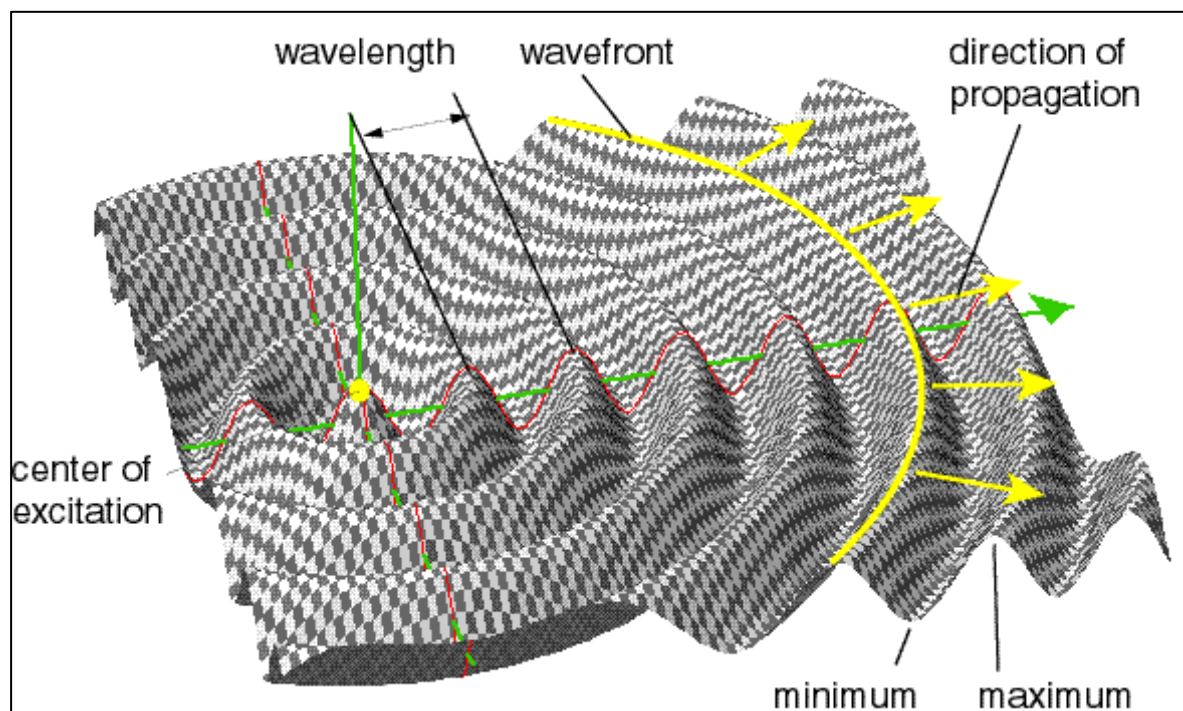 wavelength
wavefront
direction of
propagation
center of
excitation
minimum
maximum